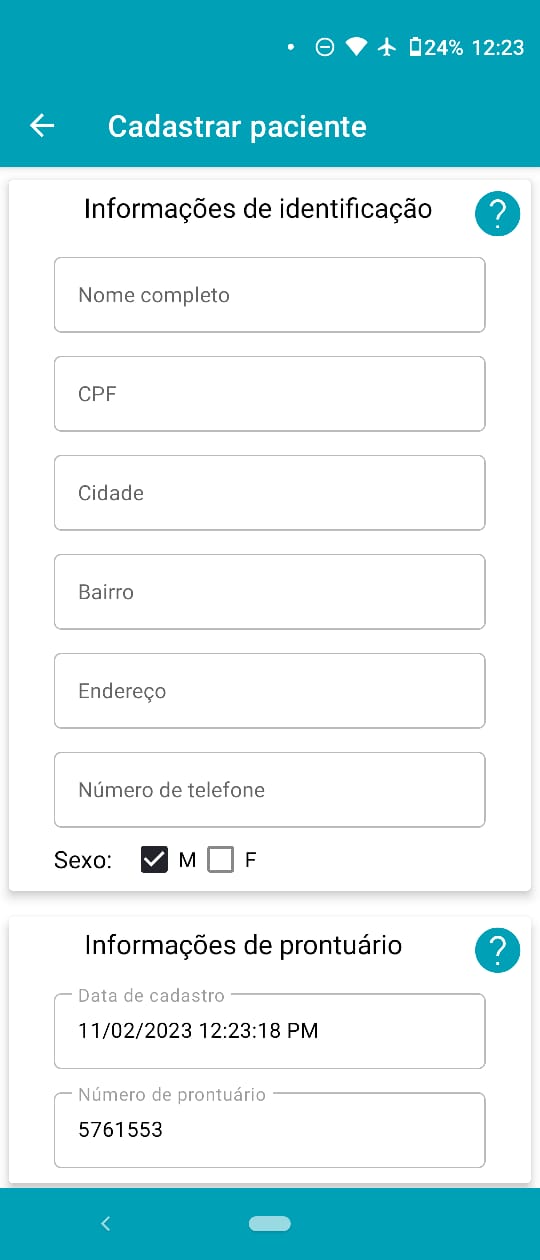 24% 12:23
Cadastrar paciente
Informações de identificação
?
Nome completo
CPF
Cidade
Bairro
Endereço
Número de telefone
Sexo: M F
Informações de prontuário
?
Data de cadastro
11/02/2023 12:23:18 PM
Número de prontuário
5761553